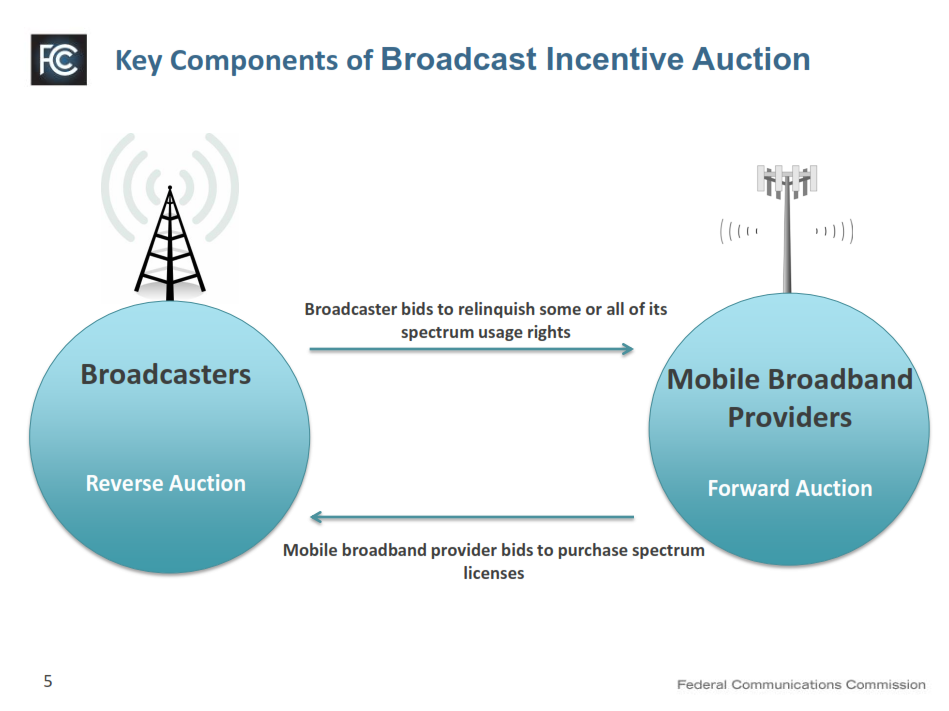 FCC
Key Components of Broadcast Incentive Auction
Broadcaster bids to relinquish some or all of its
spectrum usage rights
Broadcasters
Reverse Auction
Mobile Broadband
Providers
Forward Auction
Mobile broadband provider bids to purchase spectrum
licenses
5
Federal Communications Commission